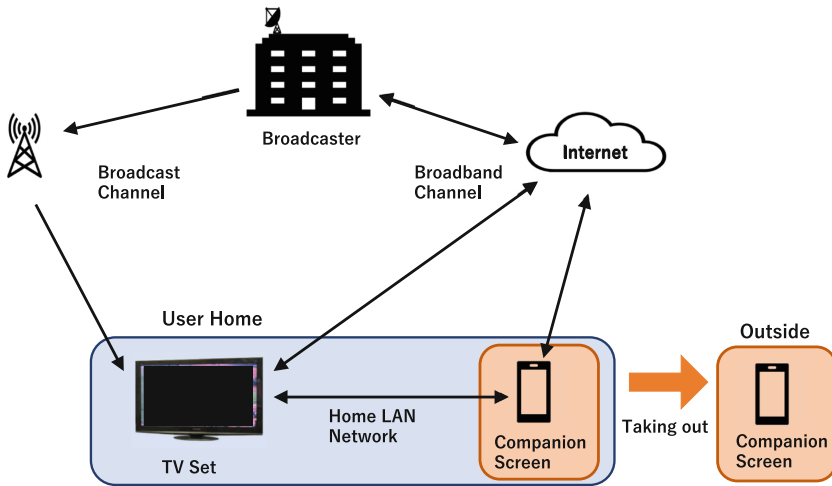 Broadcaster
Internet
Broadcast
Channel
Broadband
Channel
User Home
Outside
Home LAN
Network
TV Set
Companion
Screen
Taking out
Companion
Screen